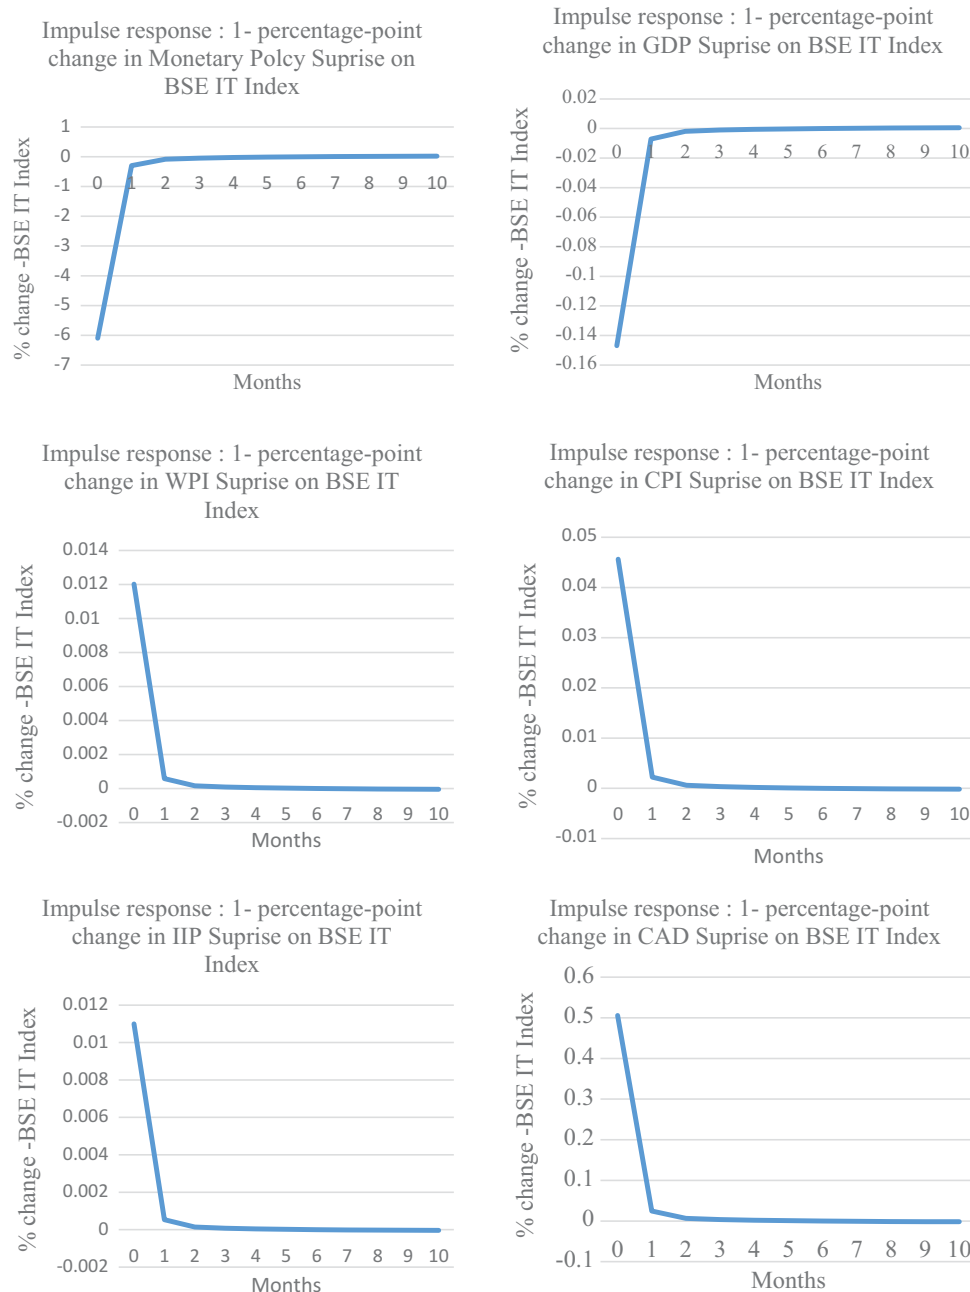 Impulse response : 1- percentage-point
change in Monetary Polcy Suprise on
BSE IT Index
% change -BSE IT Index
1
0
-1
-2
-3
-4
-5
-6
-7
0 1 2 3 4 5 6 7 8 9 10
Months
Impulse response : 1- percentage-point
change in GDP Suprise on BSE IT Index
% change -BSE IT Index
0.02
0
-0.02
-0.04
-0.06
-0.08
-0.1
-0.12
-0.14
-0.16
0 1 2 3 4 5 6 7 8 9 10
Months
Impulse response : 1- percentage-point
change in WPI Suprise on BSE IT
Index
% change -BSE IT Index
0.014
0.012
0.01
0.008
0.006
0.004
0.002
0
-0.002
0 1 2 3 4 5 6 7 8 9 10
Months
Impulse response : 1- percentage-point
change in CPI Suprise on BSE IT Index
% change -BSE IT Index
0.05
0.04
0.03
0.02
0.01
0
-0.01
0 1 2 3 4 5 6 7 8 9 10
Months
Impulse response : 1- percentage-point
change in IIP Suprise on BSE IT
Index
% change -BSE IT Index
0.012
0.01
0.008
0.006
0.004
0.002
0
-0.002
0 1 2 3 4 5 6 7 8 9 10
Months
Impulse response : 1- percentage-point
change in CAD Suprise on BSE IT Index
% change -BSE IT Index
0.6
0.5
0.4
0.3
0.2
0.1
0
-0.1
0 1 2 3 4 5 6 7 8 9 10
Months